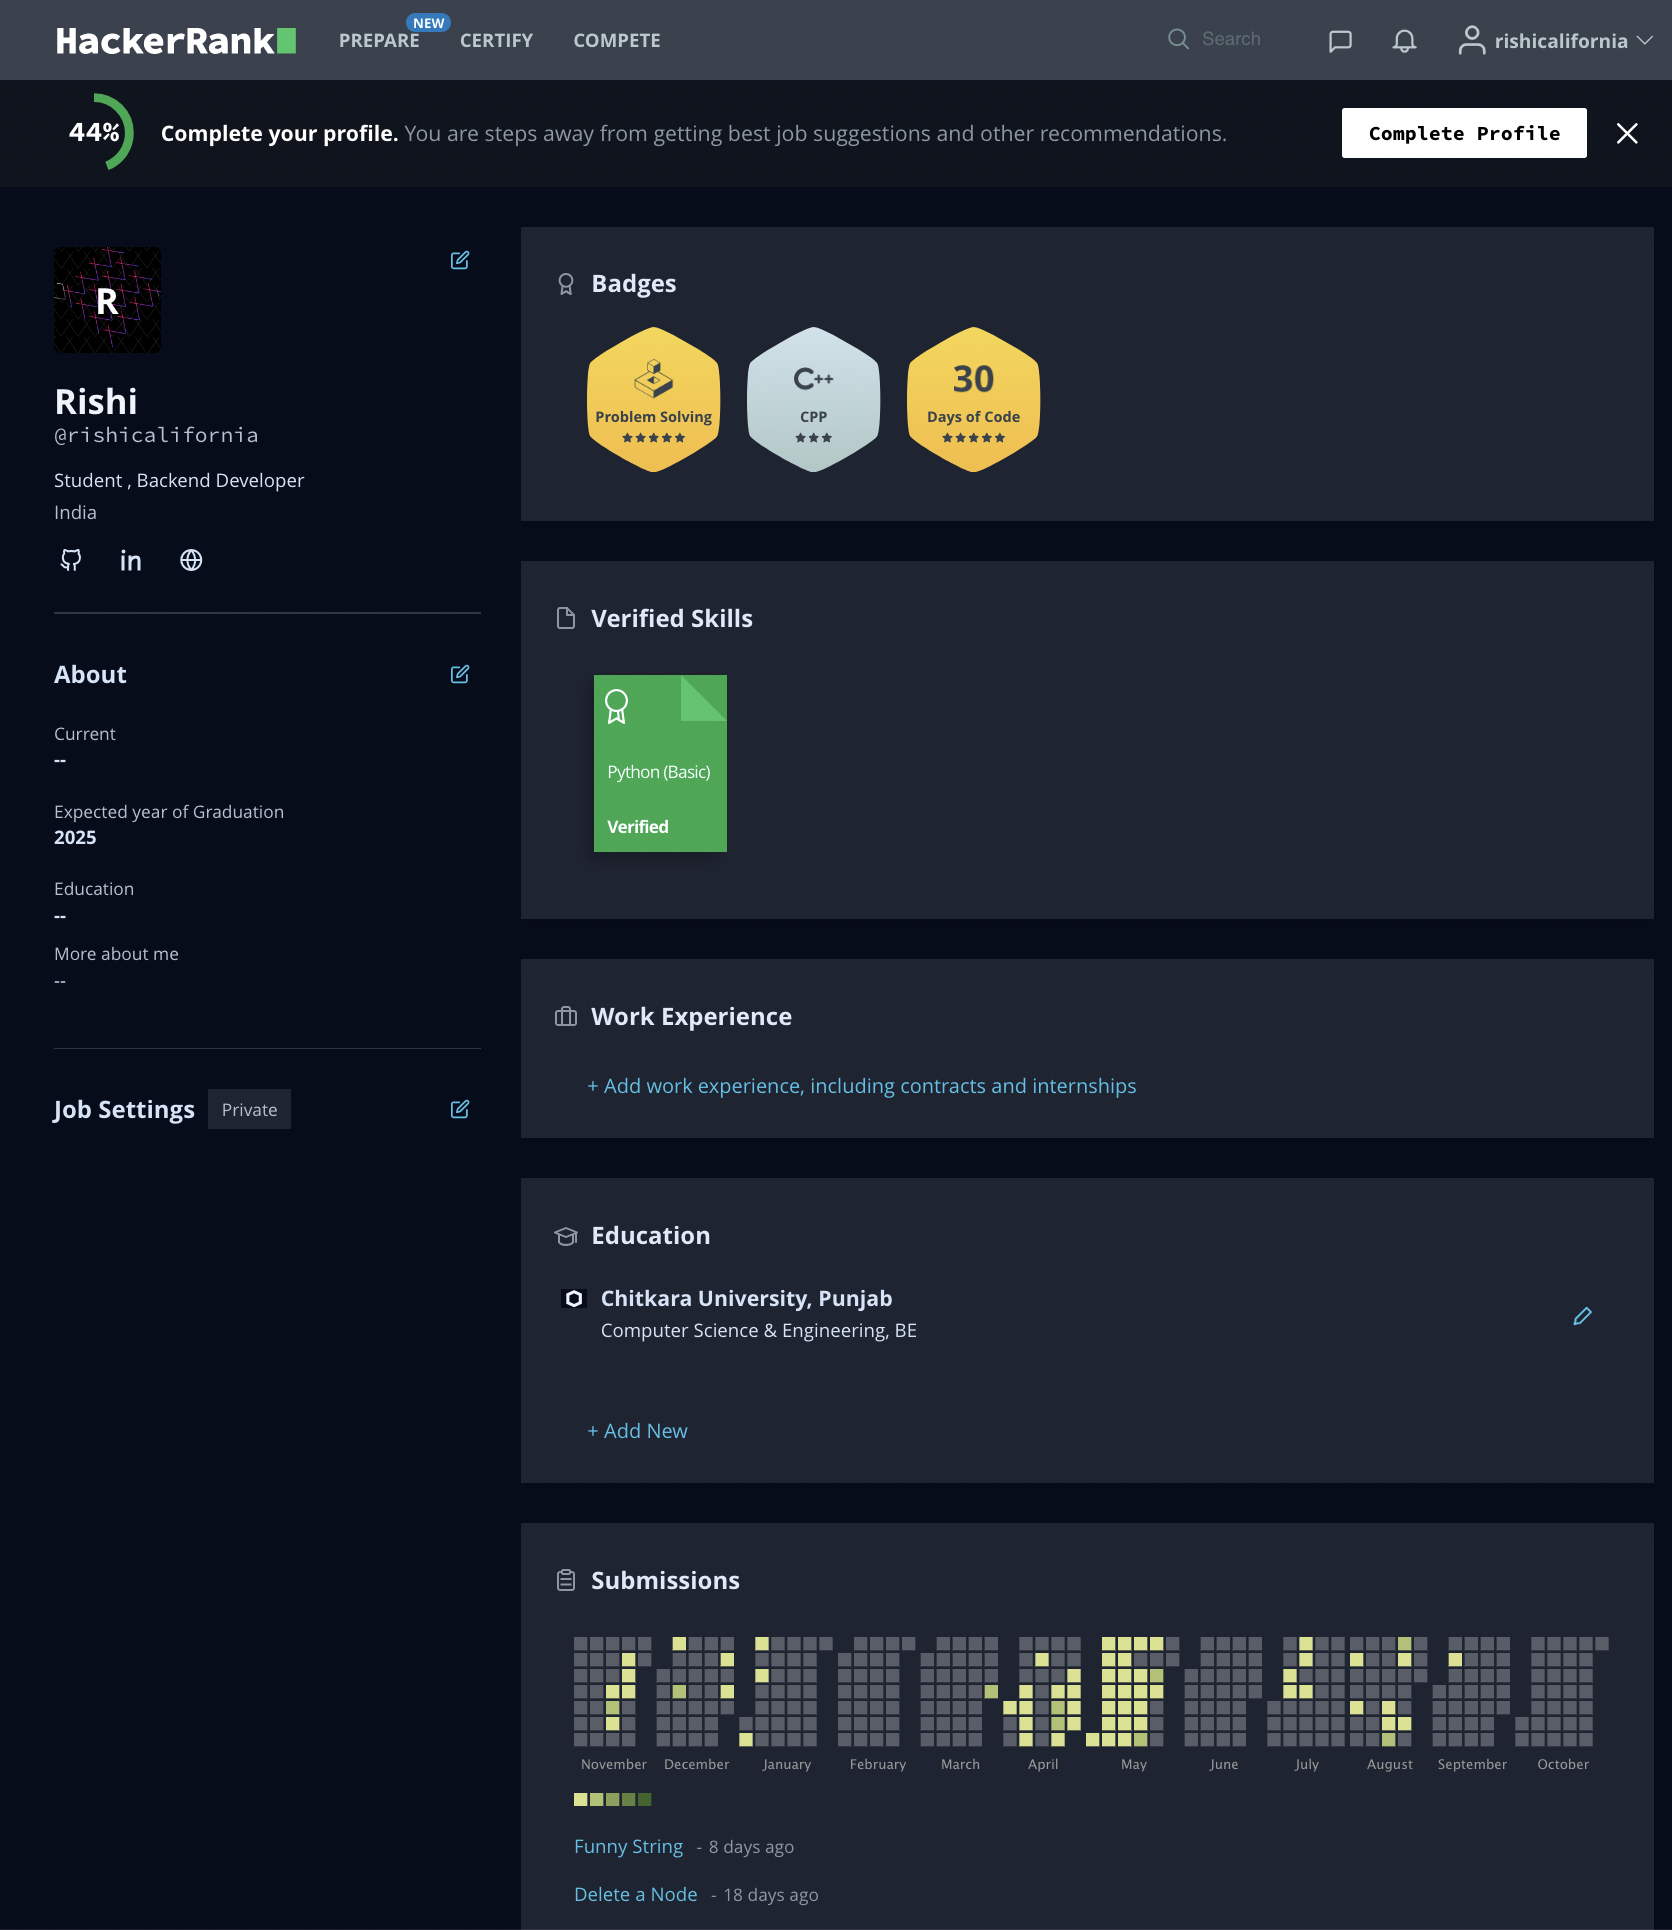 HackerRank
PREPARE NEW CERTIFY COMPETE Search rishicalifornia
44% Complete your profile. You are steps away from getting best job suggestions and other recommendations. Complete Profile
R
Rishi
@rishicalifornia
Student , Backend Developer
India
in
About
Current
--
Expected year of Graduation
2025
Education
--
More about me
--
Job Settings Private
Badges
Problem Solving
C++
CPP
30
Days of Code
Verified Skills
Python (Basic)
Verified
Work Experience
+ Add work experience, including contracts and internships
Education
Chitkara University, Punjab
Computer Science & Engineering, BE
+ Add New
Submissions
November December January February March April May June July August September October
Funny String - 8 days ago
Delete a Node - 18 days ago